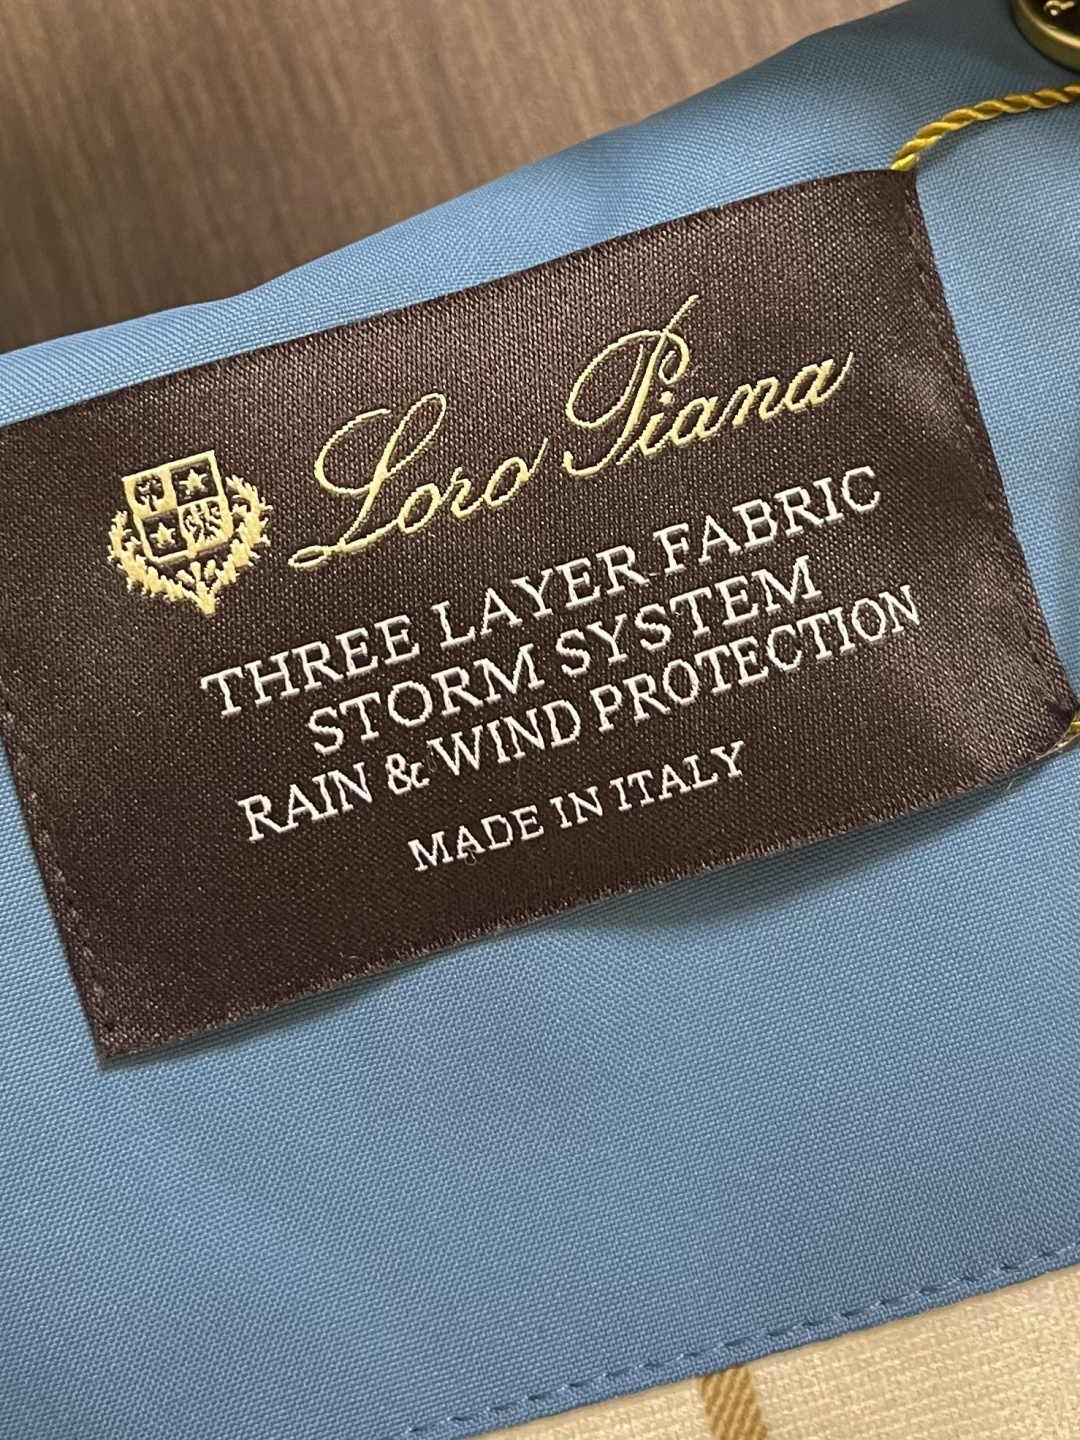 Loro Piana
THREE LAYER FABRIC
STORM SYSTEM
RAIN & WIND PROTECTION
MADE IN ITALY